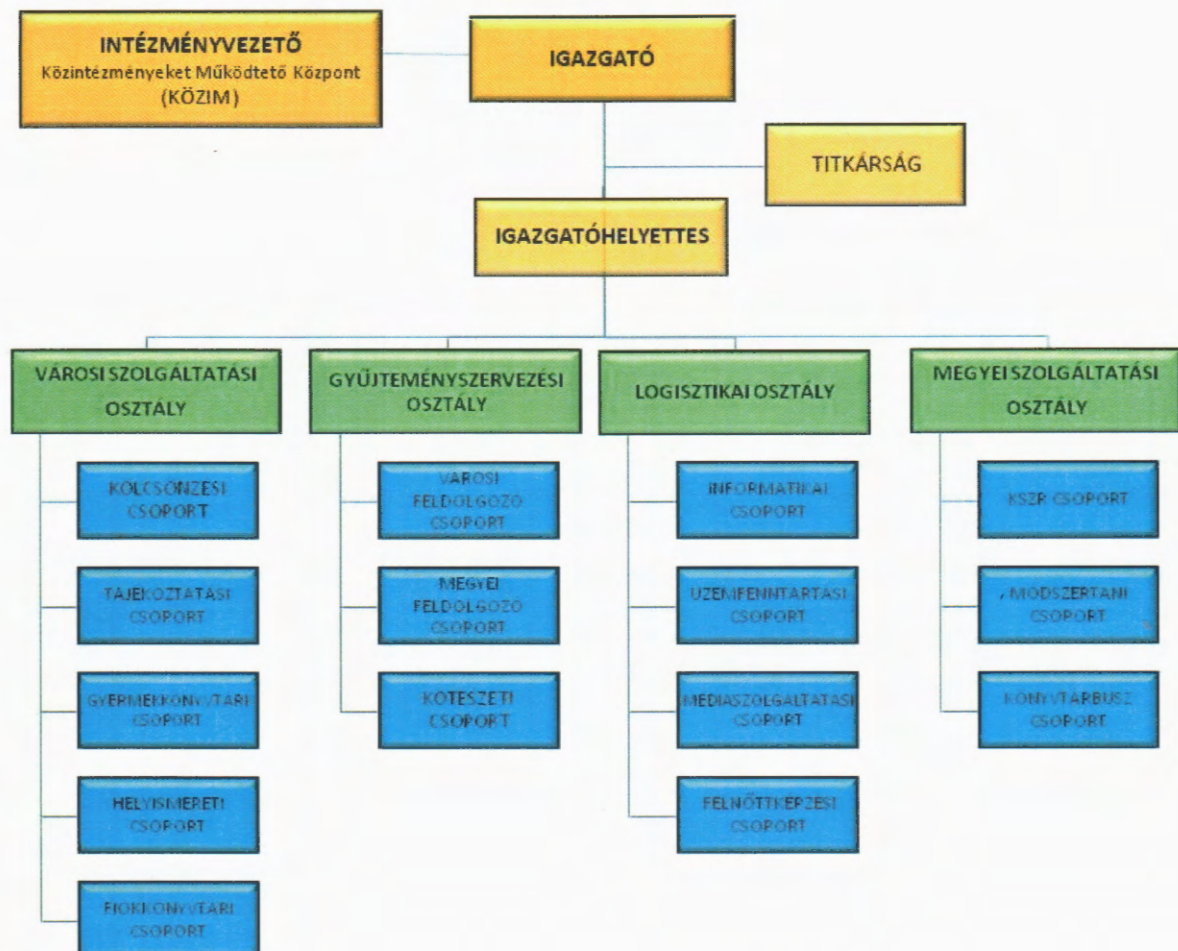 INTÉZMÉNYVEZETŐ
Közintézményeket Működtető Központ
(KÖZIM)
IGAZGATÓ
TITKÁRSÁG
IGAZGATÓHELYETTES
VÁROSI SZOLGÁLTATÁSI
OSZTÁLY
KÖLCSÖNZÉSI
CSOPORT
TÁJÉKOZTATÁSI
CSOPORT
GYERMEKKÖNYVTÁRI
CSOPORT
HELYISMERETI
CSOPORT
FIÓKKÖNYVTÁRI
CSOPORT
GYŰJTEMÉNYSZERVEZÉSI
OSZTÁLY
VÁROSI
FELDOLGOZÓ
CSOPORT
MEGYEI
FELDOLGOZÓ
CSOPORT
KÖTÉSZETI
CSOPORT
LOGISZTIKAI OSZTÁLY
INFORMATIKAI
CSOPORT
ÜZEMFENNTARTÁSI
CSOPORT
MÉDIASZOLGÁLTATÁSI
CSOPORT
FELNŐTTKÉPZÉSI
CSOPORT
MEGYEI SZOLGÁLTATÁSI
OSZTÁLY
KSZR CSOPORT
MÓDSZERTANI
CSOPORT
KÖNYVTÁRBUSZ
CSOPORT